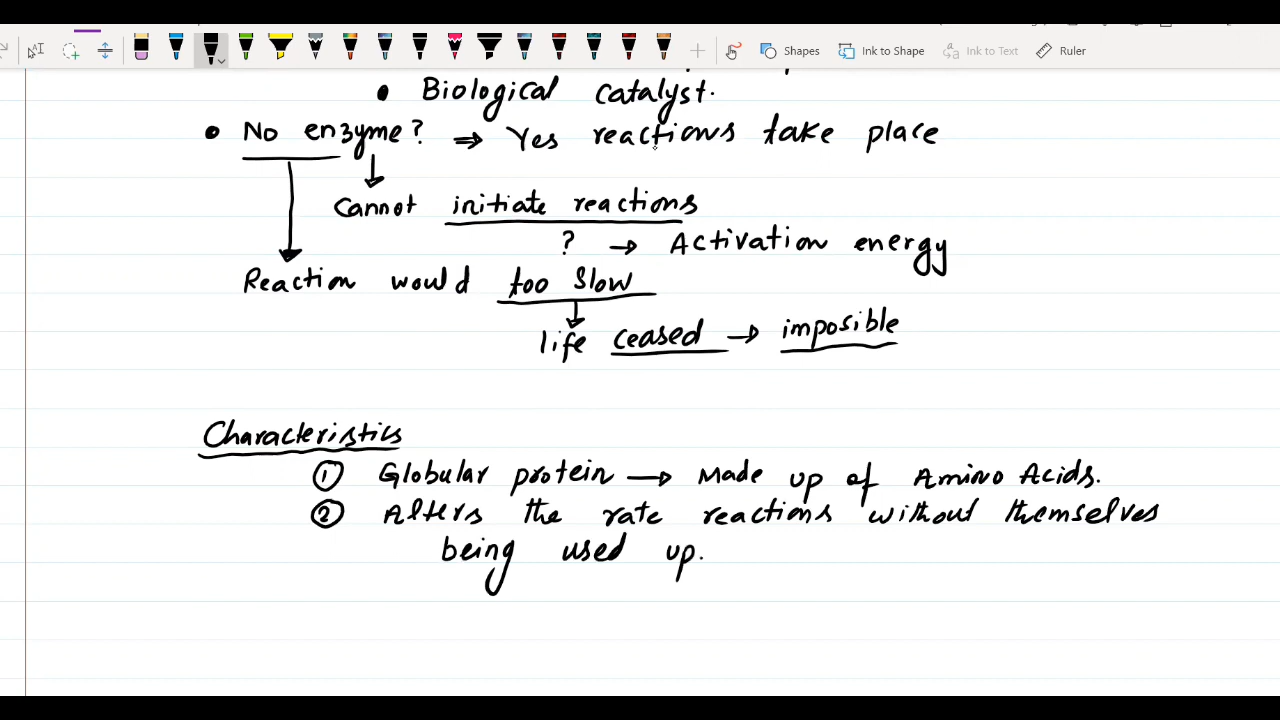 Shapes Ink to Shape Ink to Text Ruler
• Biological catalyst.
• No enzyme? ⇒ Yes reactions take place
Cannot initiate reactions
? → Activation energy
Reaction would too slow
life ceased → imposible
Characteristics
① Globular protein → Made up of Amino Acids.
② Alters the rate reactions without themselves
being used up.